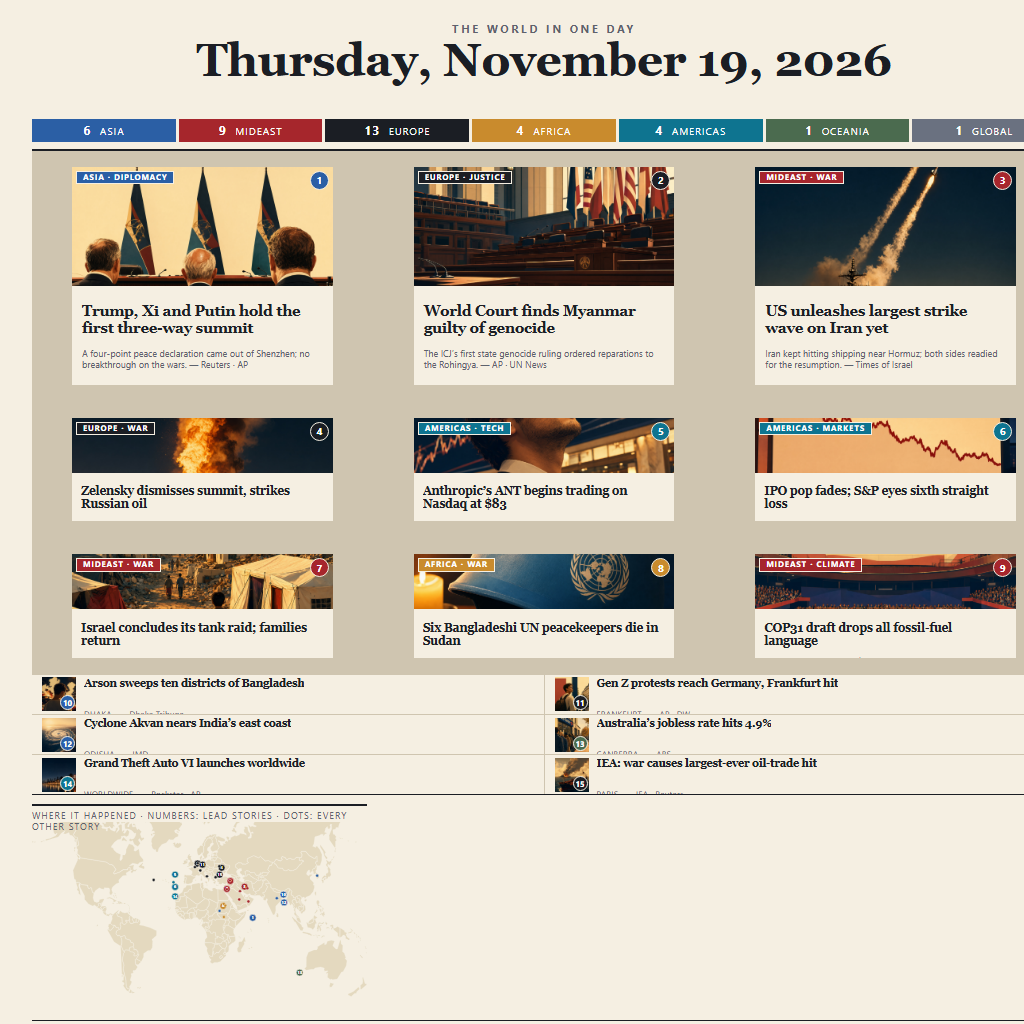 THE WORLD IN ONE DAY
Thursday, November 19, 2026
6 ASIA
9 MIDEAST
13 EUROPE
4 AFRICA
4 AMERICAS
1 OCEANIA
1 GLOBAL
ASIA · DIPLOMACY
1
Trump, Xi and Putin hold the
first three-way summit
A four-point peace declaration came out of Shenzhen; no
breakthrough on the wars. — Reuters · AP
EUROPE · JUSTICE
2
World Court finds Myanmar
guilty of genocide
The ICJ's first state genocide ruling ordered reparations to
the Rohingya. — AP · UN News
MIDEAST · WAR
3
US unleashes largest strike
wave on Iran yet
Iran kept hitting shipping near Hormuz; both sides readied
for the resumption. — Times of Israel
EUROPE · WAR
4
Zelensky dismisses summit, strikes
Russian oil
AMERICAS · TECH
5
Anthropic's ANT begins trading on
Nasdaq at $83
AMERICAS · MARKETS
6
IPO pop fades; S&P eyes sixth straight
loss
MIDEAST · WAR
7
Israel concludes its tank raid; families
return
AFRICA · WAR
8
Six Bangladeshi UN peacekeepers die in
Sudan
MIDEAST · CLIMATE
9
COP31 draft drops all fossil-fuel
language
10
Arson sweeps ten districts of Bangladesh
11
Gen Z protests reach Germany, Frankfurt hit
12
Cyclone Akvan nears India's east coast
13
Australia's jobless rate hits 4.9%
14
Grand Theft Auto VI launches worldwide
15
IEA: war causes largest-ever oil-trade hit
WHERE IT HAPPENED · NUMBERS: LEAD STORIES · DOTS: EVERY
OTHER STORY